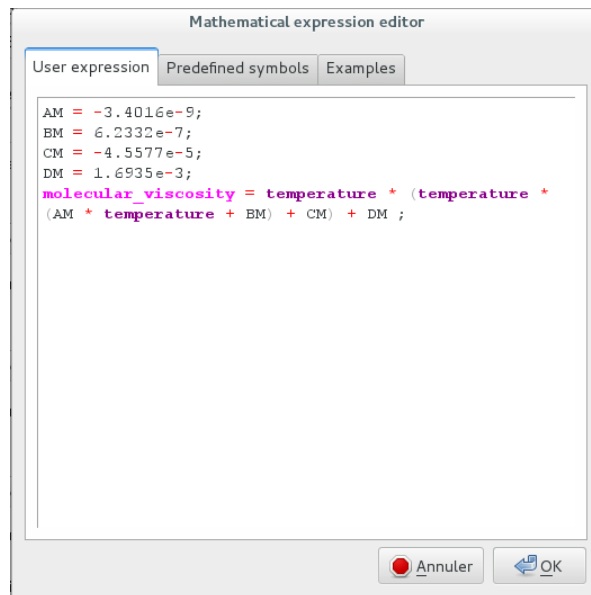 Mathematical expression editor
User expression Predefined symbols Examples
AM = -3.4016e-9;
BM = 6.2332e-7;
CM = -4.5577e-5;
DM = 1.6935e-3;
molecular_viscosity = temperature * (temperature *
(AM * temperature + BM) + CM) + DM ;
Annuler OK